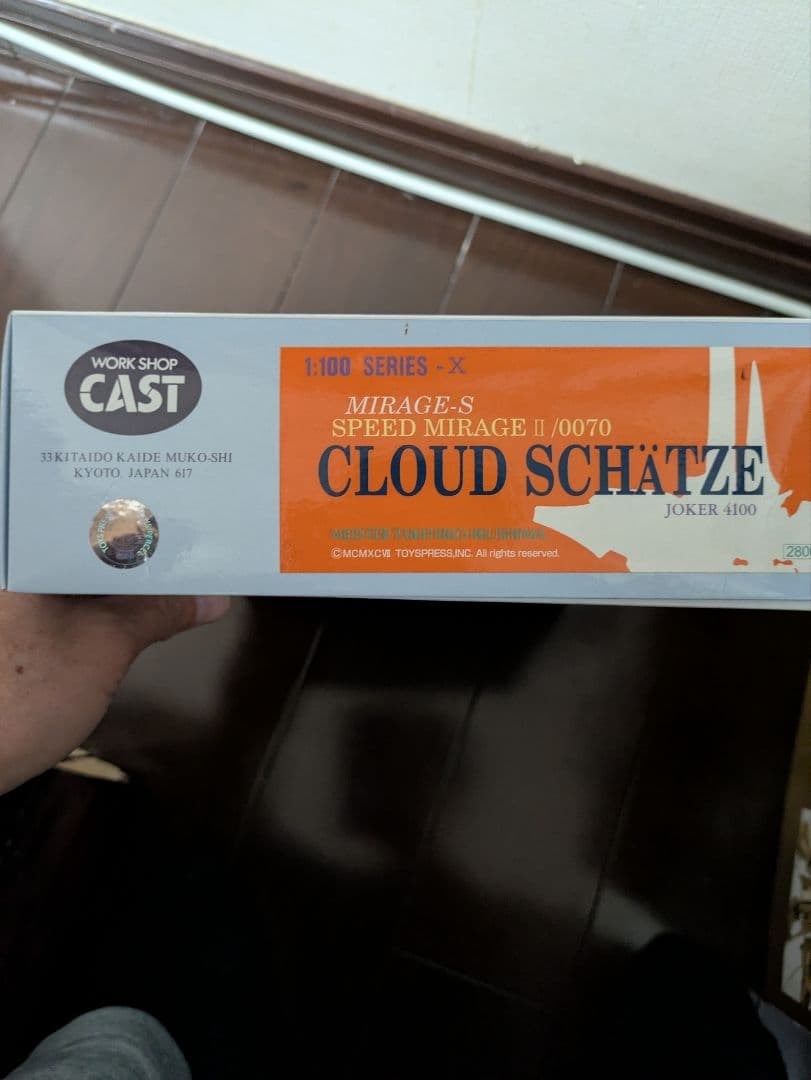 WORK SHOP
CAST
33 KITAIDO KAIDE MUKO-SHI
KYOTO. JAPAN 617
1:100 SERIES - X
MIRAGE-S
SPEED MIRAGE II /0070
CLOUD SCHÄTZE
JOKER 4100
©MCMXCVII TOYSPRESS,INC. All rights reserved.
280